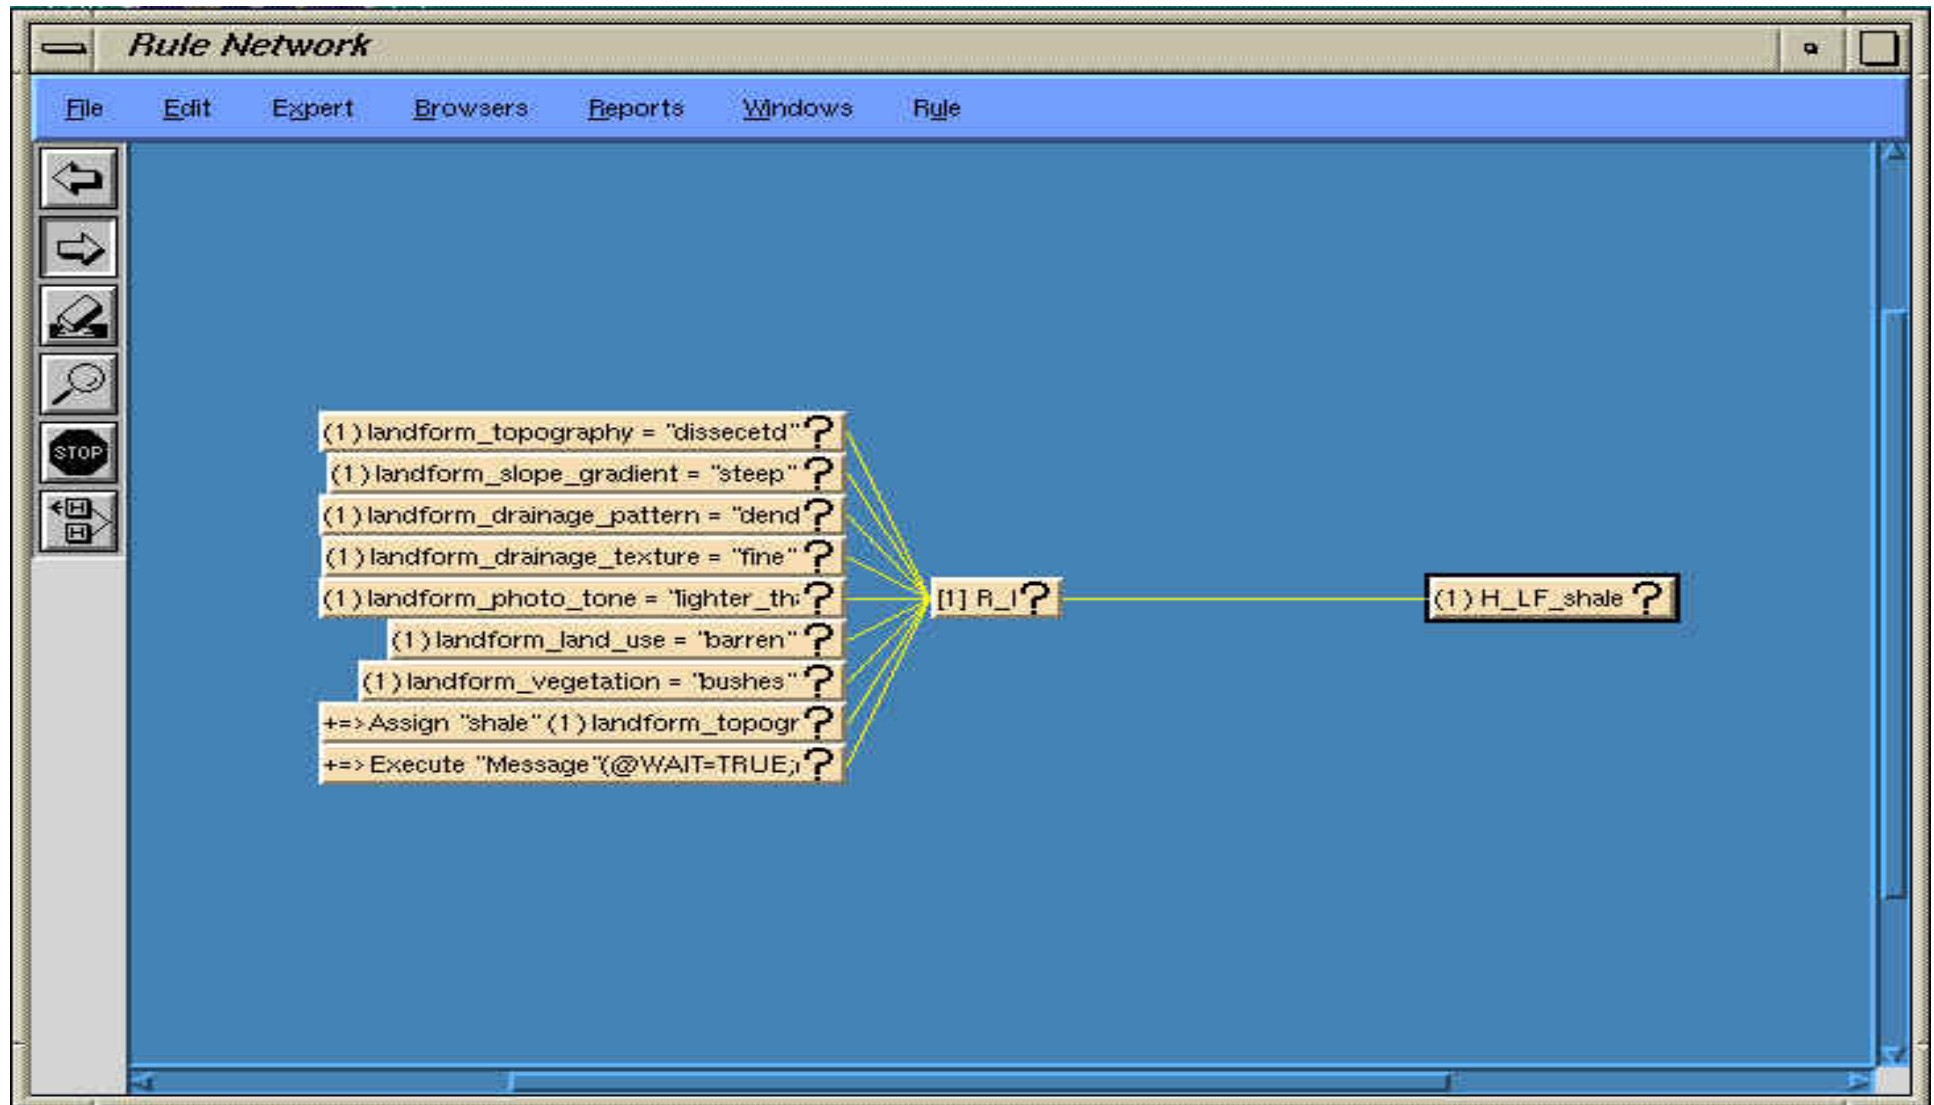 Rule Network
File Edit Expert Browsers Reports Windows Rule
STOP
H
H
(1) landform_topography = "dissecetd" ?
(1) landform_slope_gradient = "steep" ?
(1) landform_drainage_pattern = "dend ?
(1) landform_drainage_texture = "fine" ?
(1) landform_photo_tone = "lighter_tha ?
(1) landform_land_use = "barren" ?
(1) landform_vegetation = "bushes" ?
+=> Assign "shale" (1) landform_topogr ?
+=> Execute "Message"(@WAIT=TRUE; ?
[1] R_l ?
(1) H_LF_shale ?